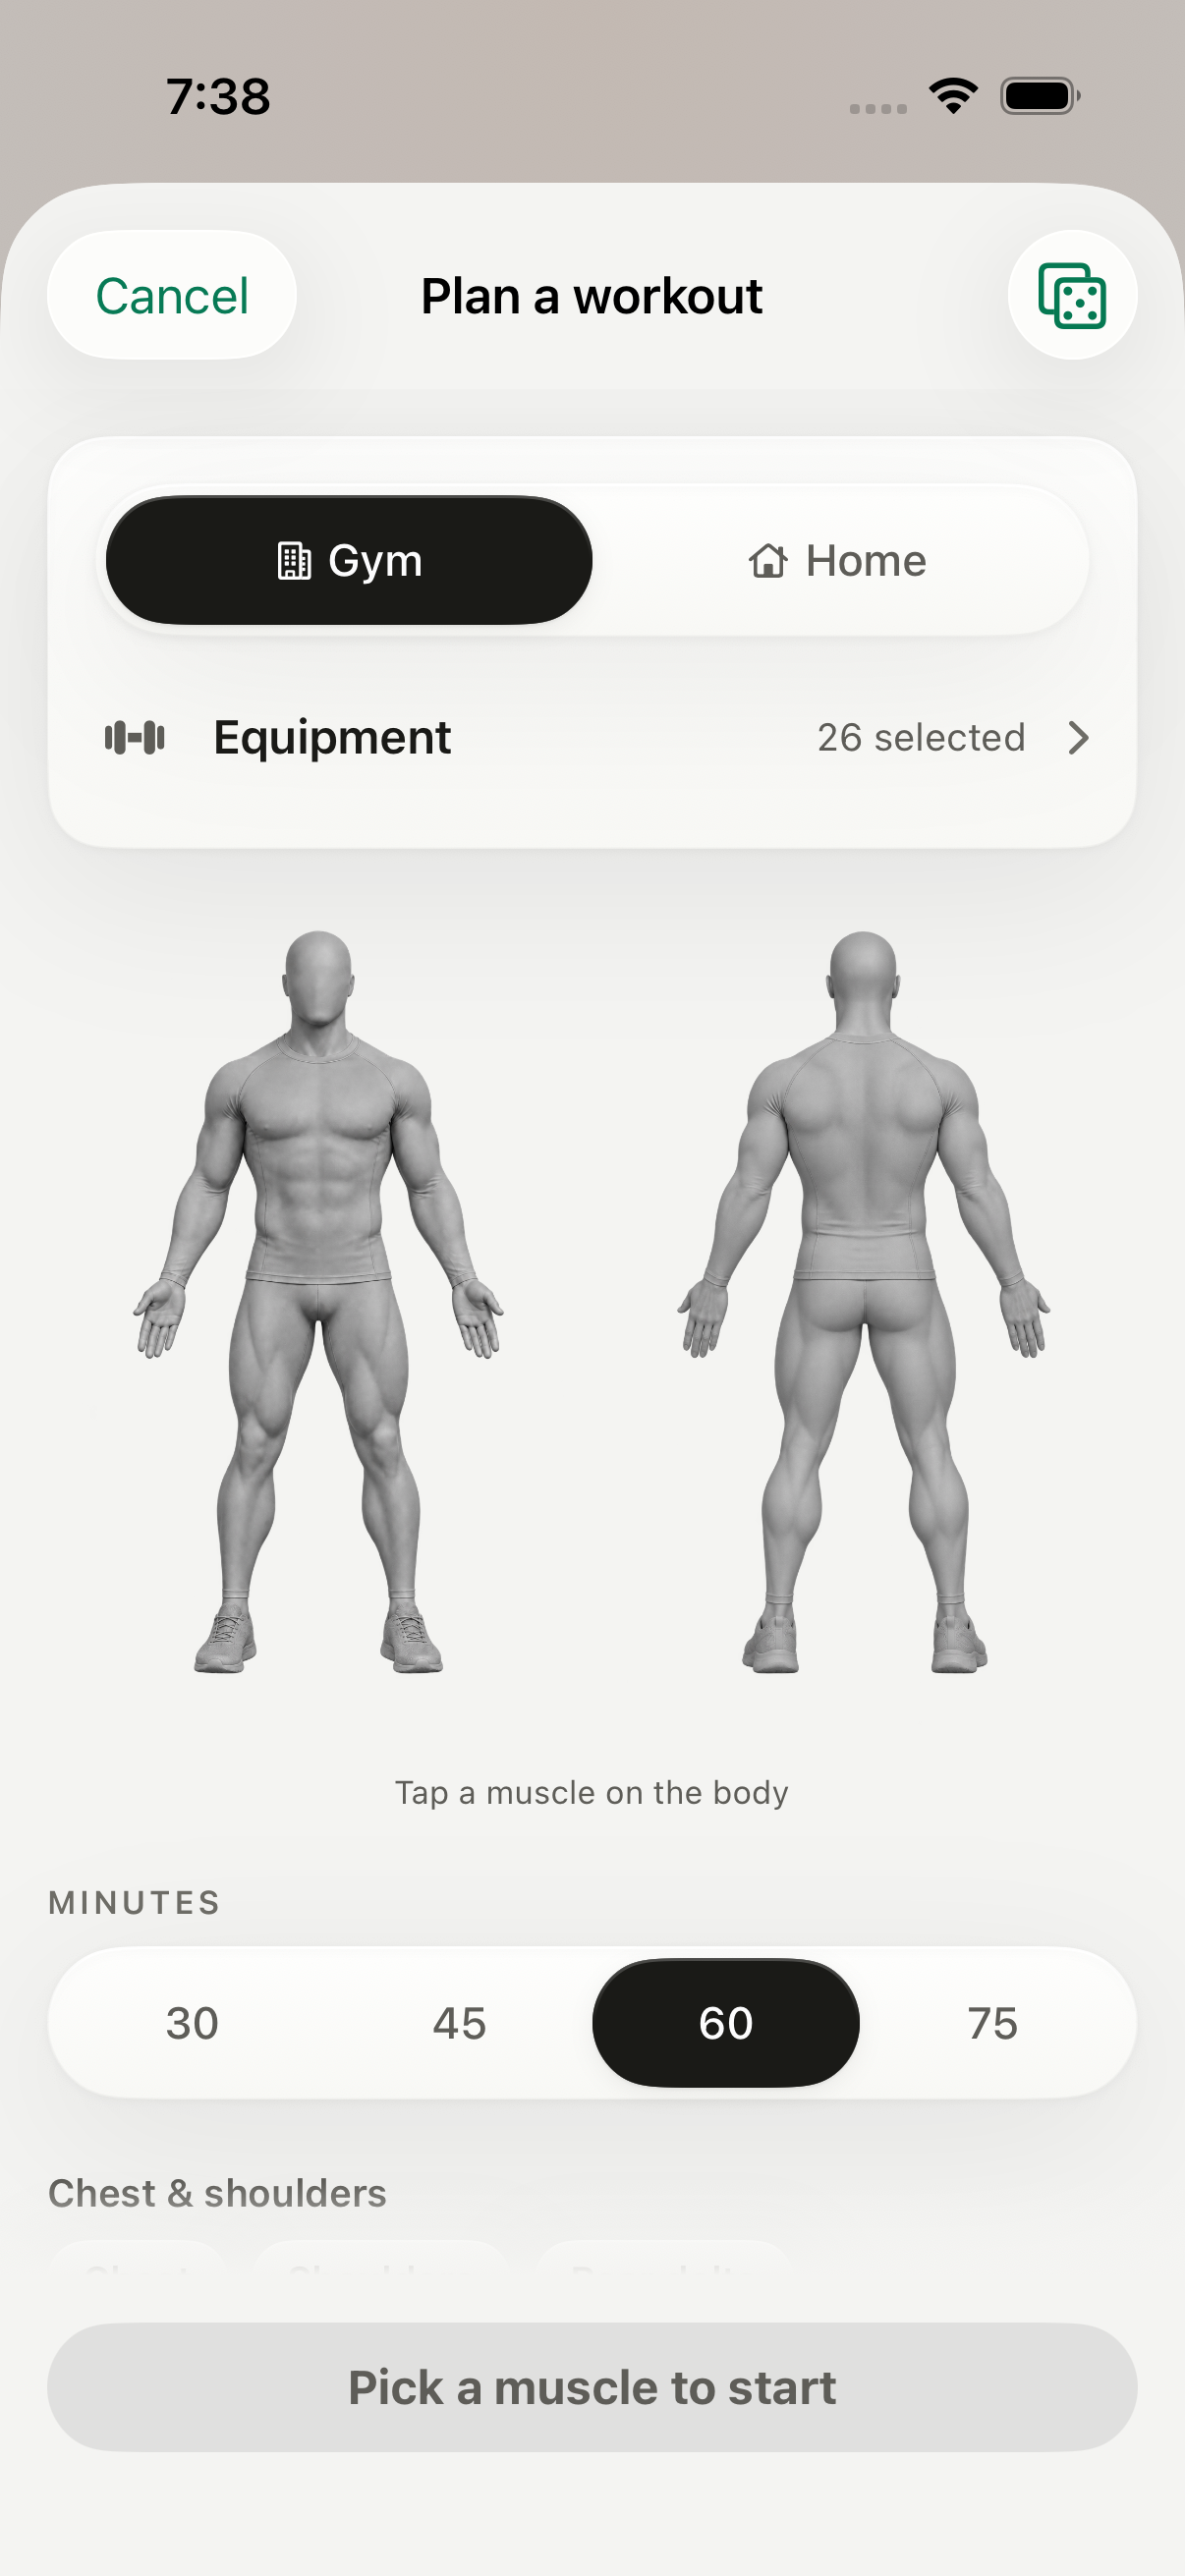 7:38
Cancel
Plan a workout
Gym
Home
Equipment
26 selected
Tap a muscle on the body
MINUTES
30
45
60
75
Chest & shoulders
Pick a muscle to start